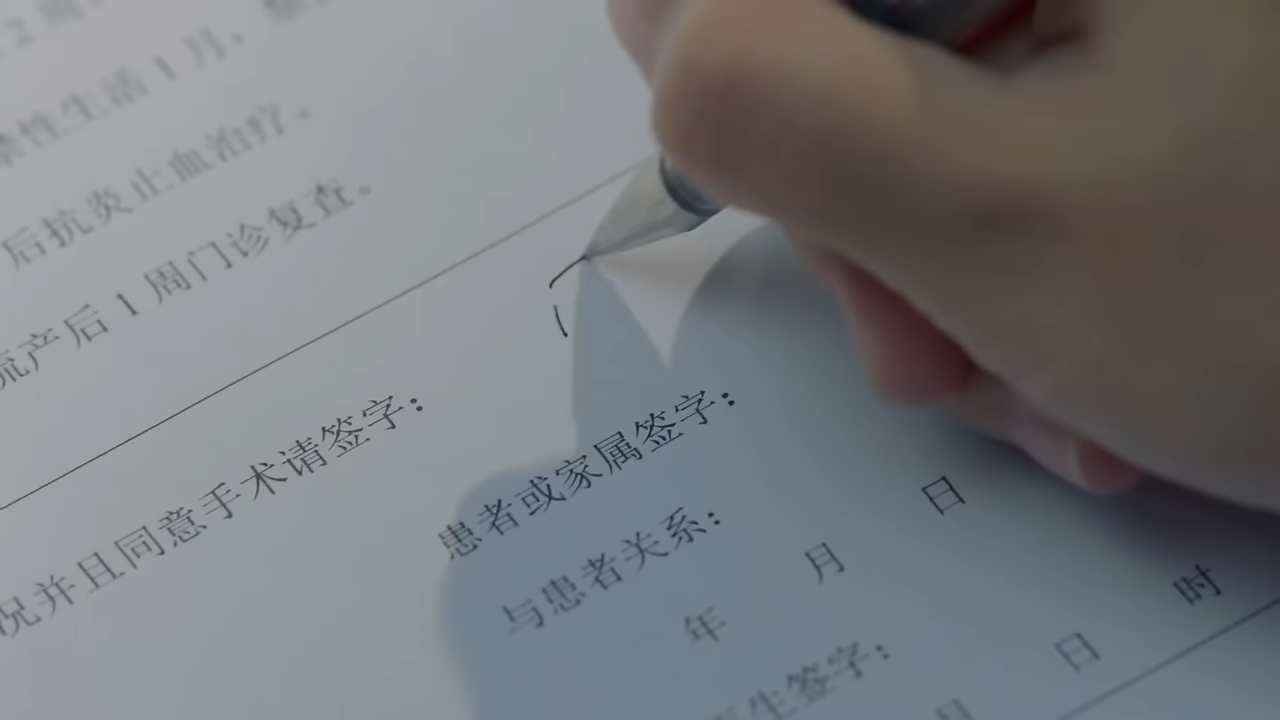 2周
禁性生活1月。
后抗炎止血治疗。
流产后1周门诊复查。
况并且同意手术请签字：
患者或家属签字：
与患者关系：
年 月 日
生签字：
日 时